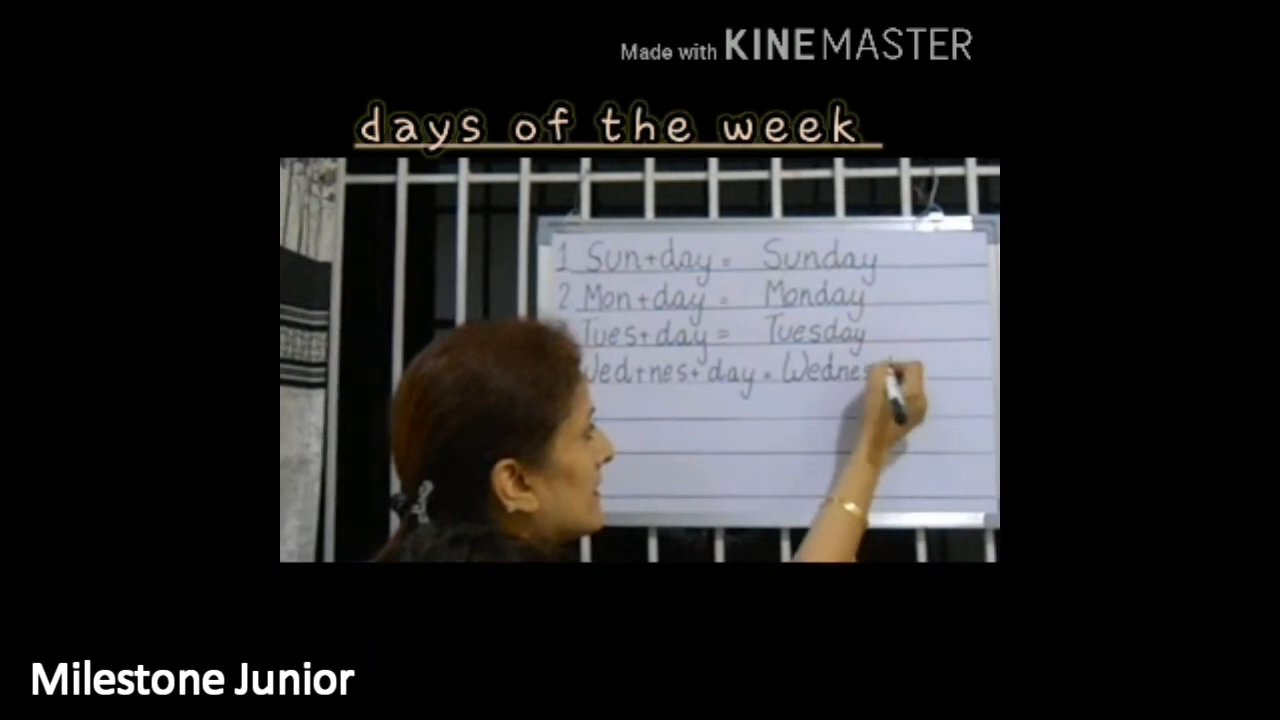 Made with KINEMASTER
days of the week
1 Sun+day = Sunday
2 Mon+day = Monday
Tues+day = Tuesday
Wed+nes+day = Wednes
Milestone Junior